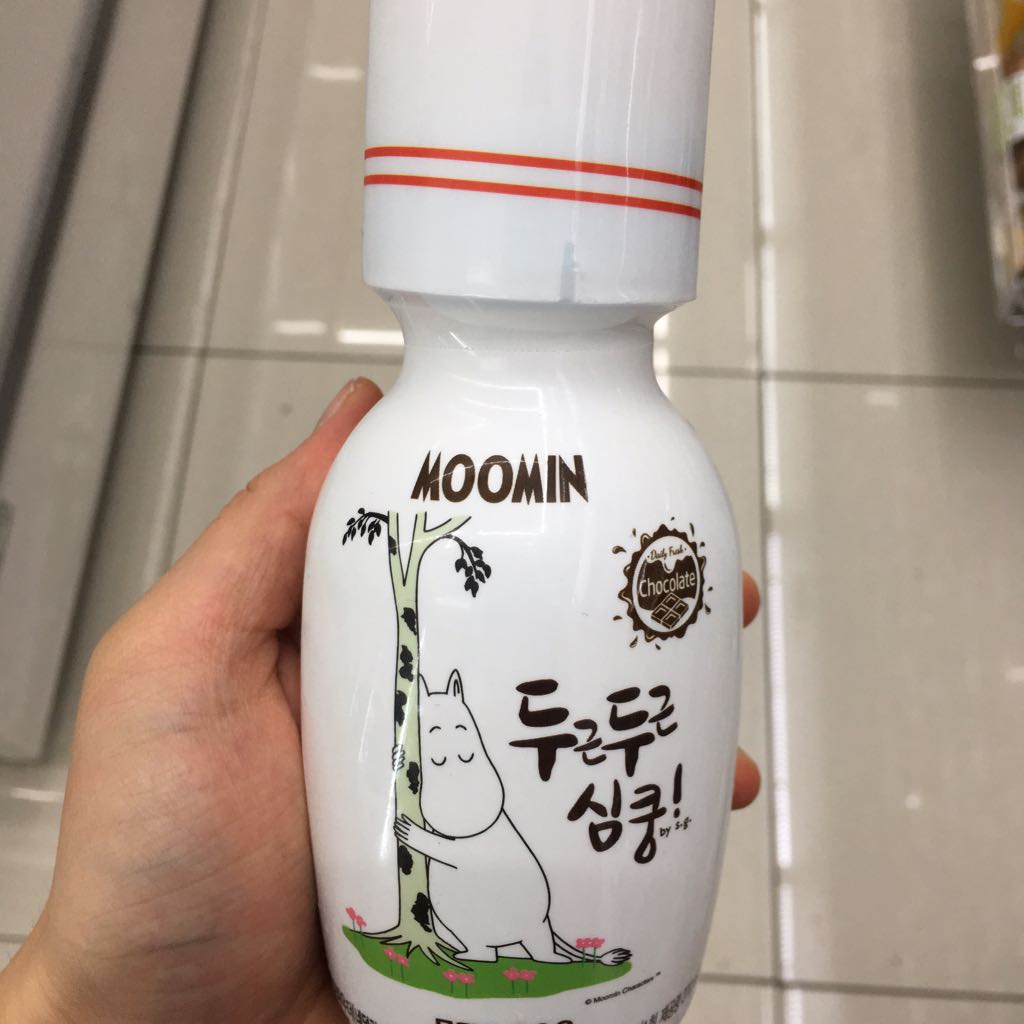 MOOMIN
Daily Fresh
Chocolate
두근두근
심쿵!
by s.g.
© Moomin Characters™